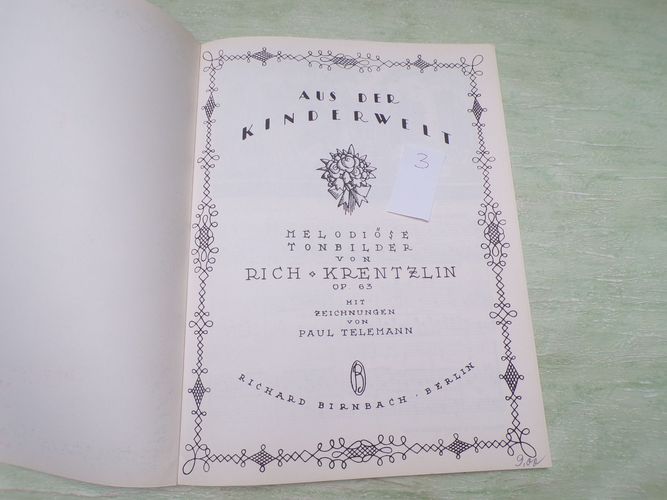 AUS DER
KINDERWELT
3
MELODIÖSE
TONBILDER
VON
RICH ⬥ KRENTZLIN
OP. 63
MIT
ZEICHNUNGEN
VON
PAUL TELEMANN
RICHARD BIRNBACH · BERLIN